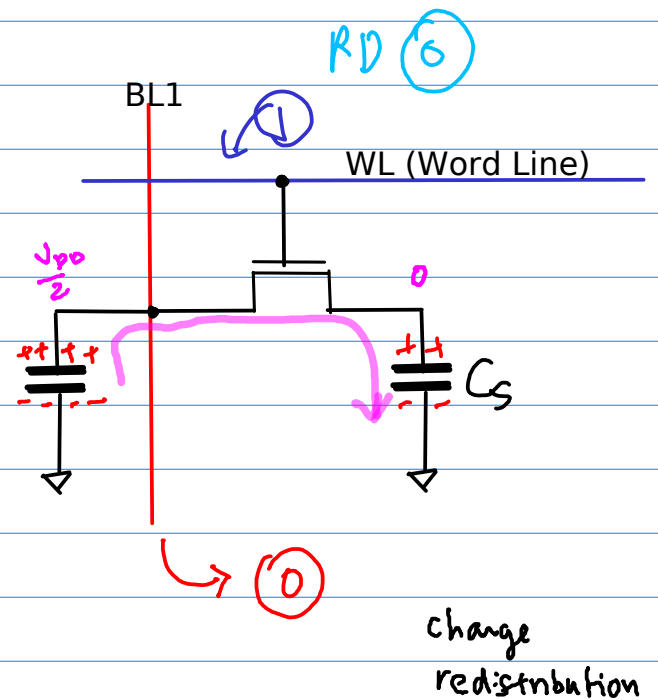 RD 0
BL1
1
WL (Word Line)
VDD
2
0
++ ++
++
- - - -
- -
Cs
0
charge
redistribution